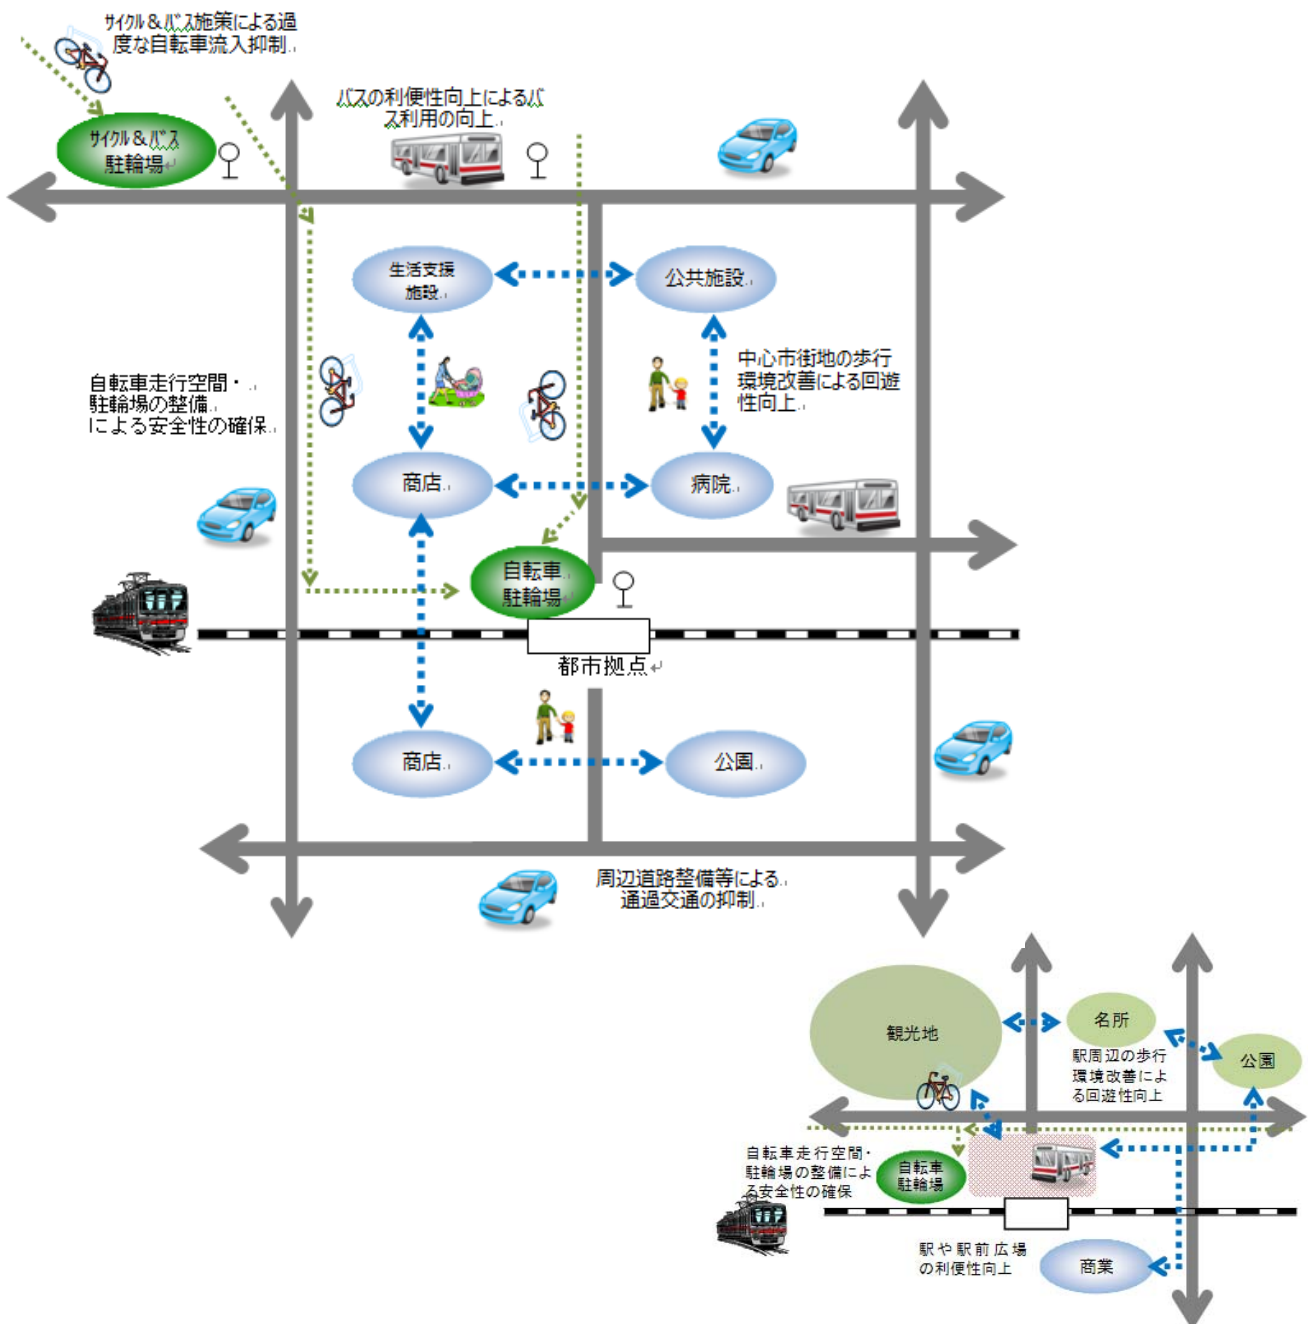 サイクル&バス施策による過
度な自転車流入抑制
サイクル&バス
駐輪場
バスの利便性向上によるバ
ス利用の向上
生活支援
施設
公共施設
自転車走行空間・
駐輪場の整備
による安全性の確保
中心市街地の歩行
環境改善による回遊
性向上
商店
病院
自転車
駐輪場
都市拠点
商店
公園
周辺道路整備等による
通過交通の抑制
観光地
名所
駅周辺の歩行
環境改善によ
る回遊性向上
公園
自転車走行空間・
駐輪場の整備によ
る安全性の確保
自転車
駐輪場
駅や駅前広場
の利便性向上
商業